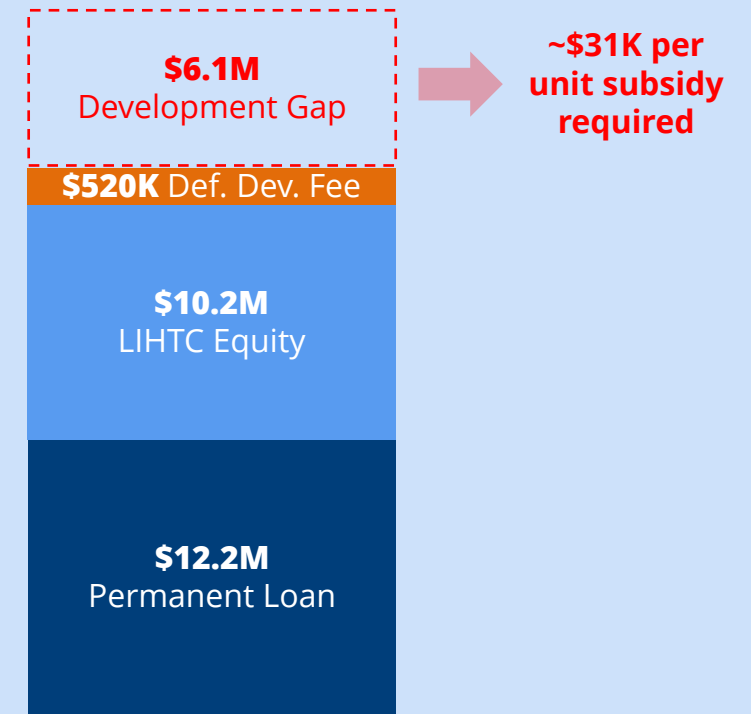 $6.1M
Development Gap
~$31K per
unit subsidy
required
$520K Def. Dev. Fee
$10.2M
LIHTC Equity
$12.2M
Permanent Loan